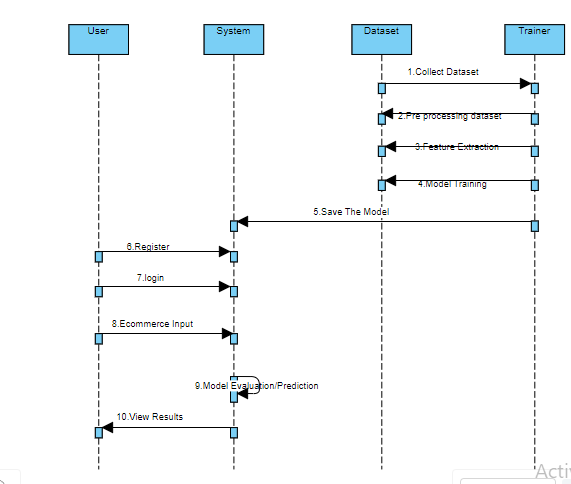 User
System
Dataset
Trainer
1.Collect Dataset
2.Pre processing dataset
3.Feature Extraction
4.Model Training
5.Save The Model
6.Register
7.login
8.Ecommerce Input
9.Model Evaluation/Prediction
10.View Results
Activ